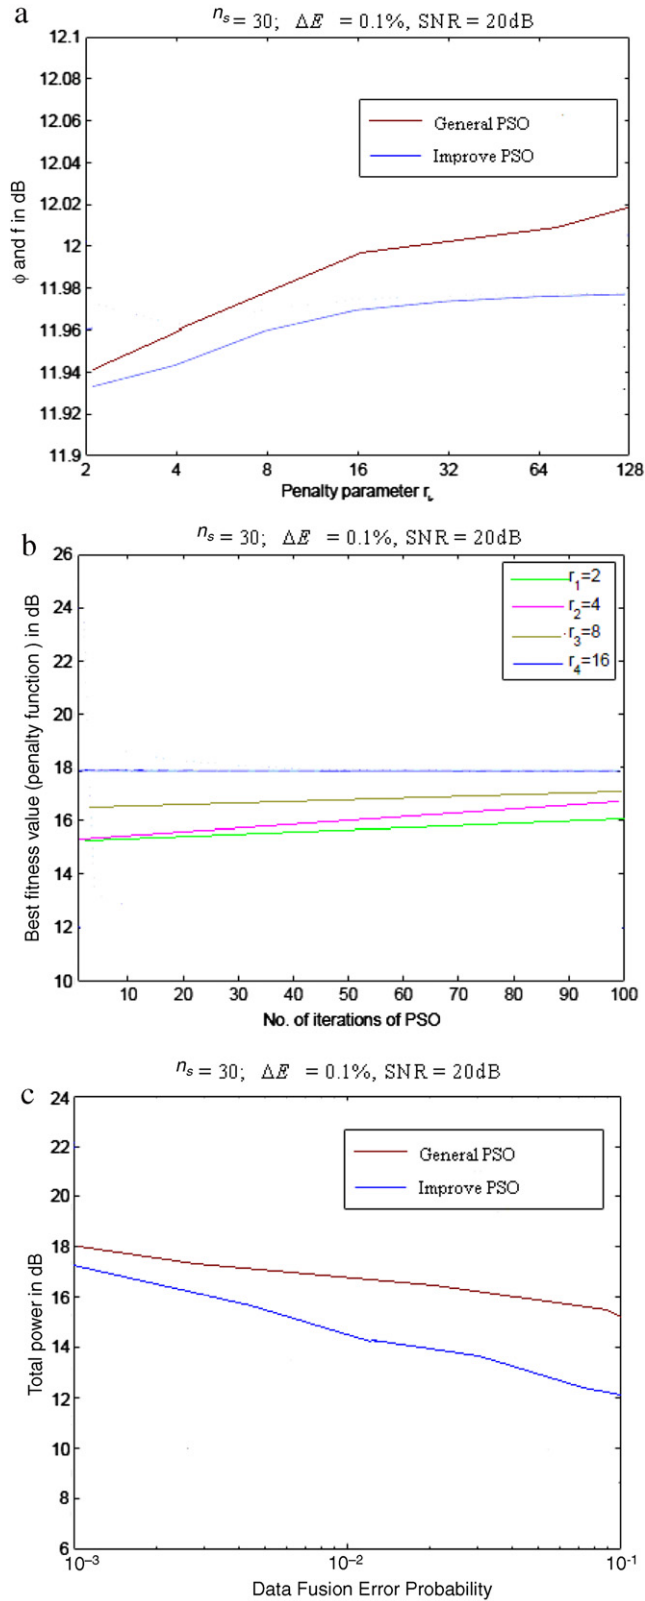 a
n_s = 30; ΔE = 0.1%, SNR = 20dB
12.1
12.08
12.06
12.04
12.02
12
11.98
11.96
11.94
11.92
11.9
ϕ and f in dB
General PSO
Improve PSO
2 4 8 16 32 64 128
Penalty parameter r_k
b
n_s = 30; ΔE = 0.1%, SNR = 20dB
26
24
22
20
18
16
14
12
10
Best fitness value (penalty function ) in dB
r_1=2
r_2=4
r_3=8
r_4=16
10 20 30 40 50 60 70 80 90 100
No. of iterations of PSO
c
n_s = 30; ΔE = 0.1%, SNR = 20dB
24
22
20
18
16
14
12
10
8
6
Total power in dB
General PSO
Improve PSO
10^-3 10^-2 10^-1
Data Fusion Error Probability